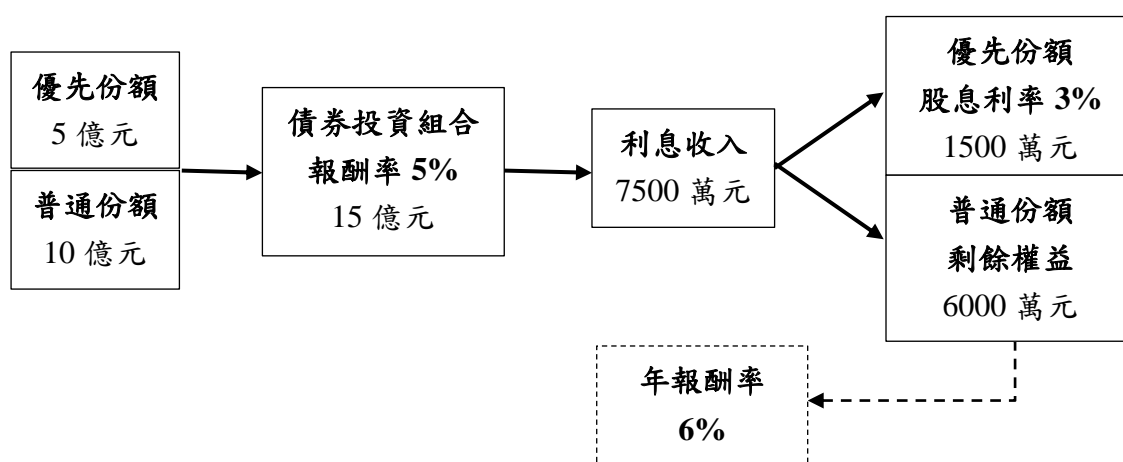 優先份額
5 億元
普通份額
10 億元
債券投資組合
報酬率 5%
15 億元
利息收入
7500 萬元
優先份額
股息利率 3%
1500 萬元
普通份額
剩餘權益
6000 萬元
年報酬率
6%